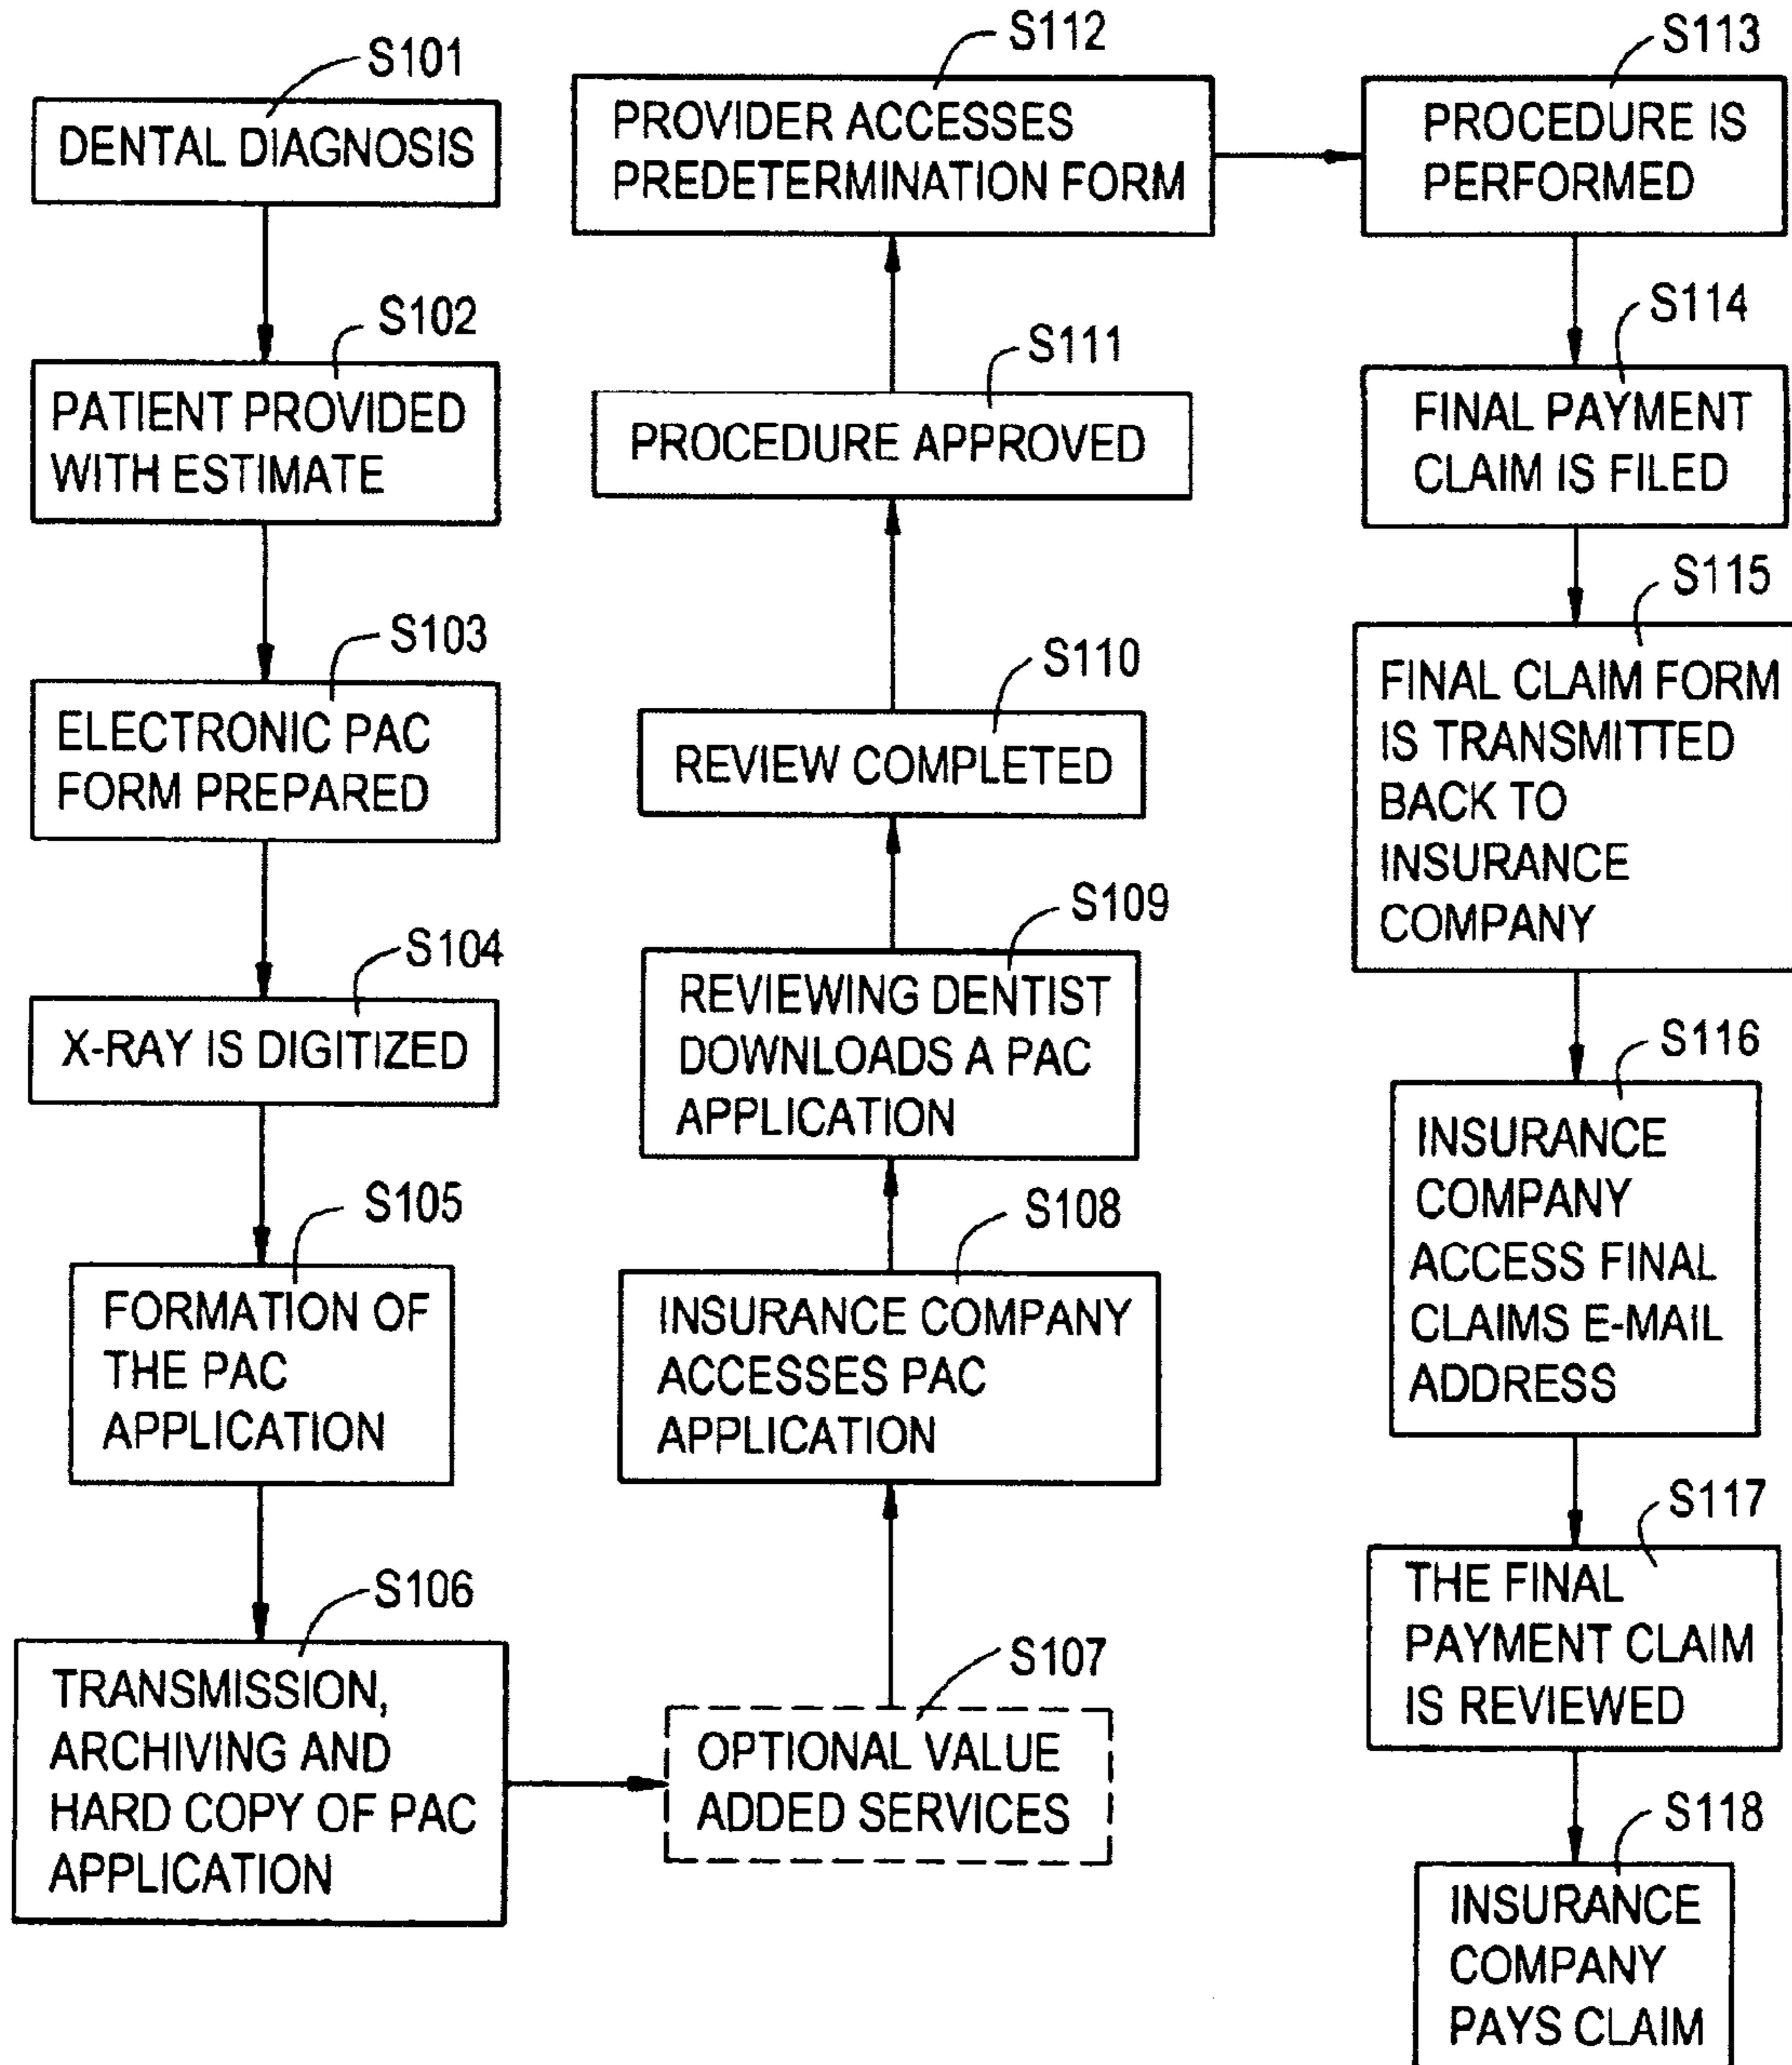 S101
DENTAL DIAGNOSIS
S102
PATIENT PROVIDED
WITH ESTIMATE
S103
ELECTRONIC PAC
FORM PREPARED
S104
X-RAY IS DIGITIZED
S105
FORMATION OF
THE PAC
APPLICATION
S106
TRANSMISSION,
ARCHIVING AND
HARD COPY OF PAC
APPLICATION
S107
OPTIONAL VALUE
ADDED SERVICES
S108
INSURANCE COMPANY
ACCESSES PAC
APPLICATION
S109
REVIEWING DENTIST
DOWNLOADS A PAC
APPLICATION
S110
REVIEW COMPLETED
S111
PROCEDURE APPROVED
S112
PROVIDER ACCESSES
PREDETERMINATION FORM
S113
PROCEDURE IS
PERFORMED
S114
FINAL PAYMENT
CLAIM IS FILED
S115
FINAL CLAIM FORM
IS TRANSMITTED
BACK TO
INSURANCE
COMPANY
S116
INSURANCE
COMPANY
ACCESS FINAL
CLAIMS E-MAIL
ADDRESS
S117
THE FINAL
PAYMENT CLAIM
IS REVIEWED
S118
INSURANCE
COMPANY
PAYS CLAIM